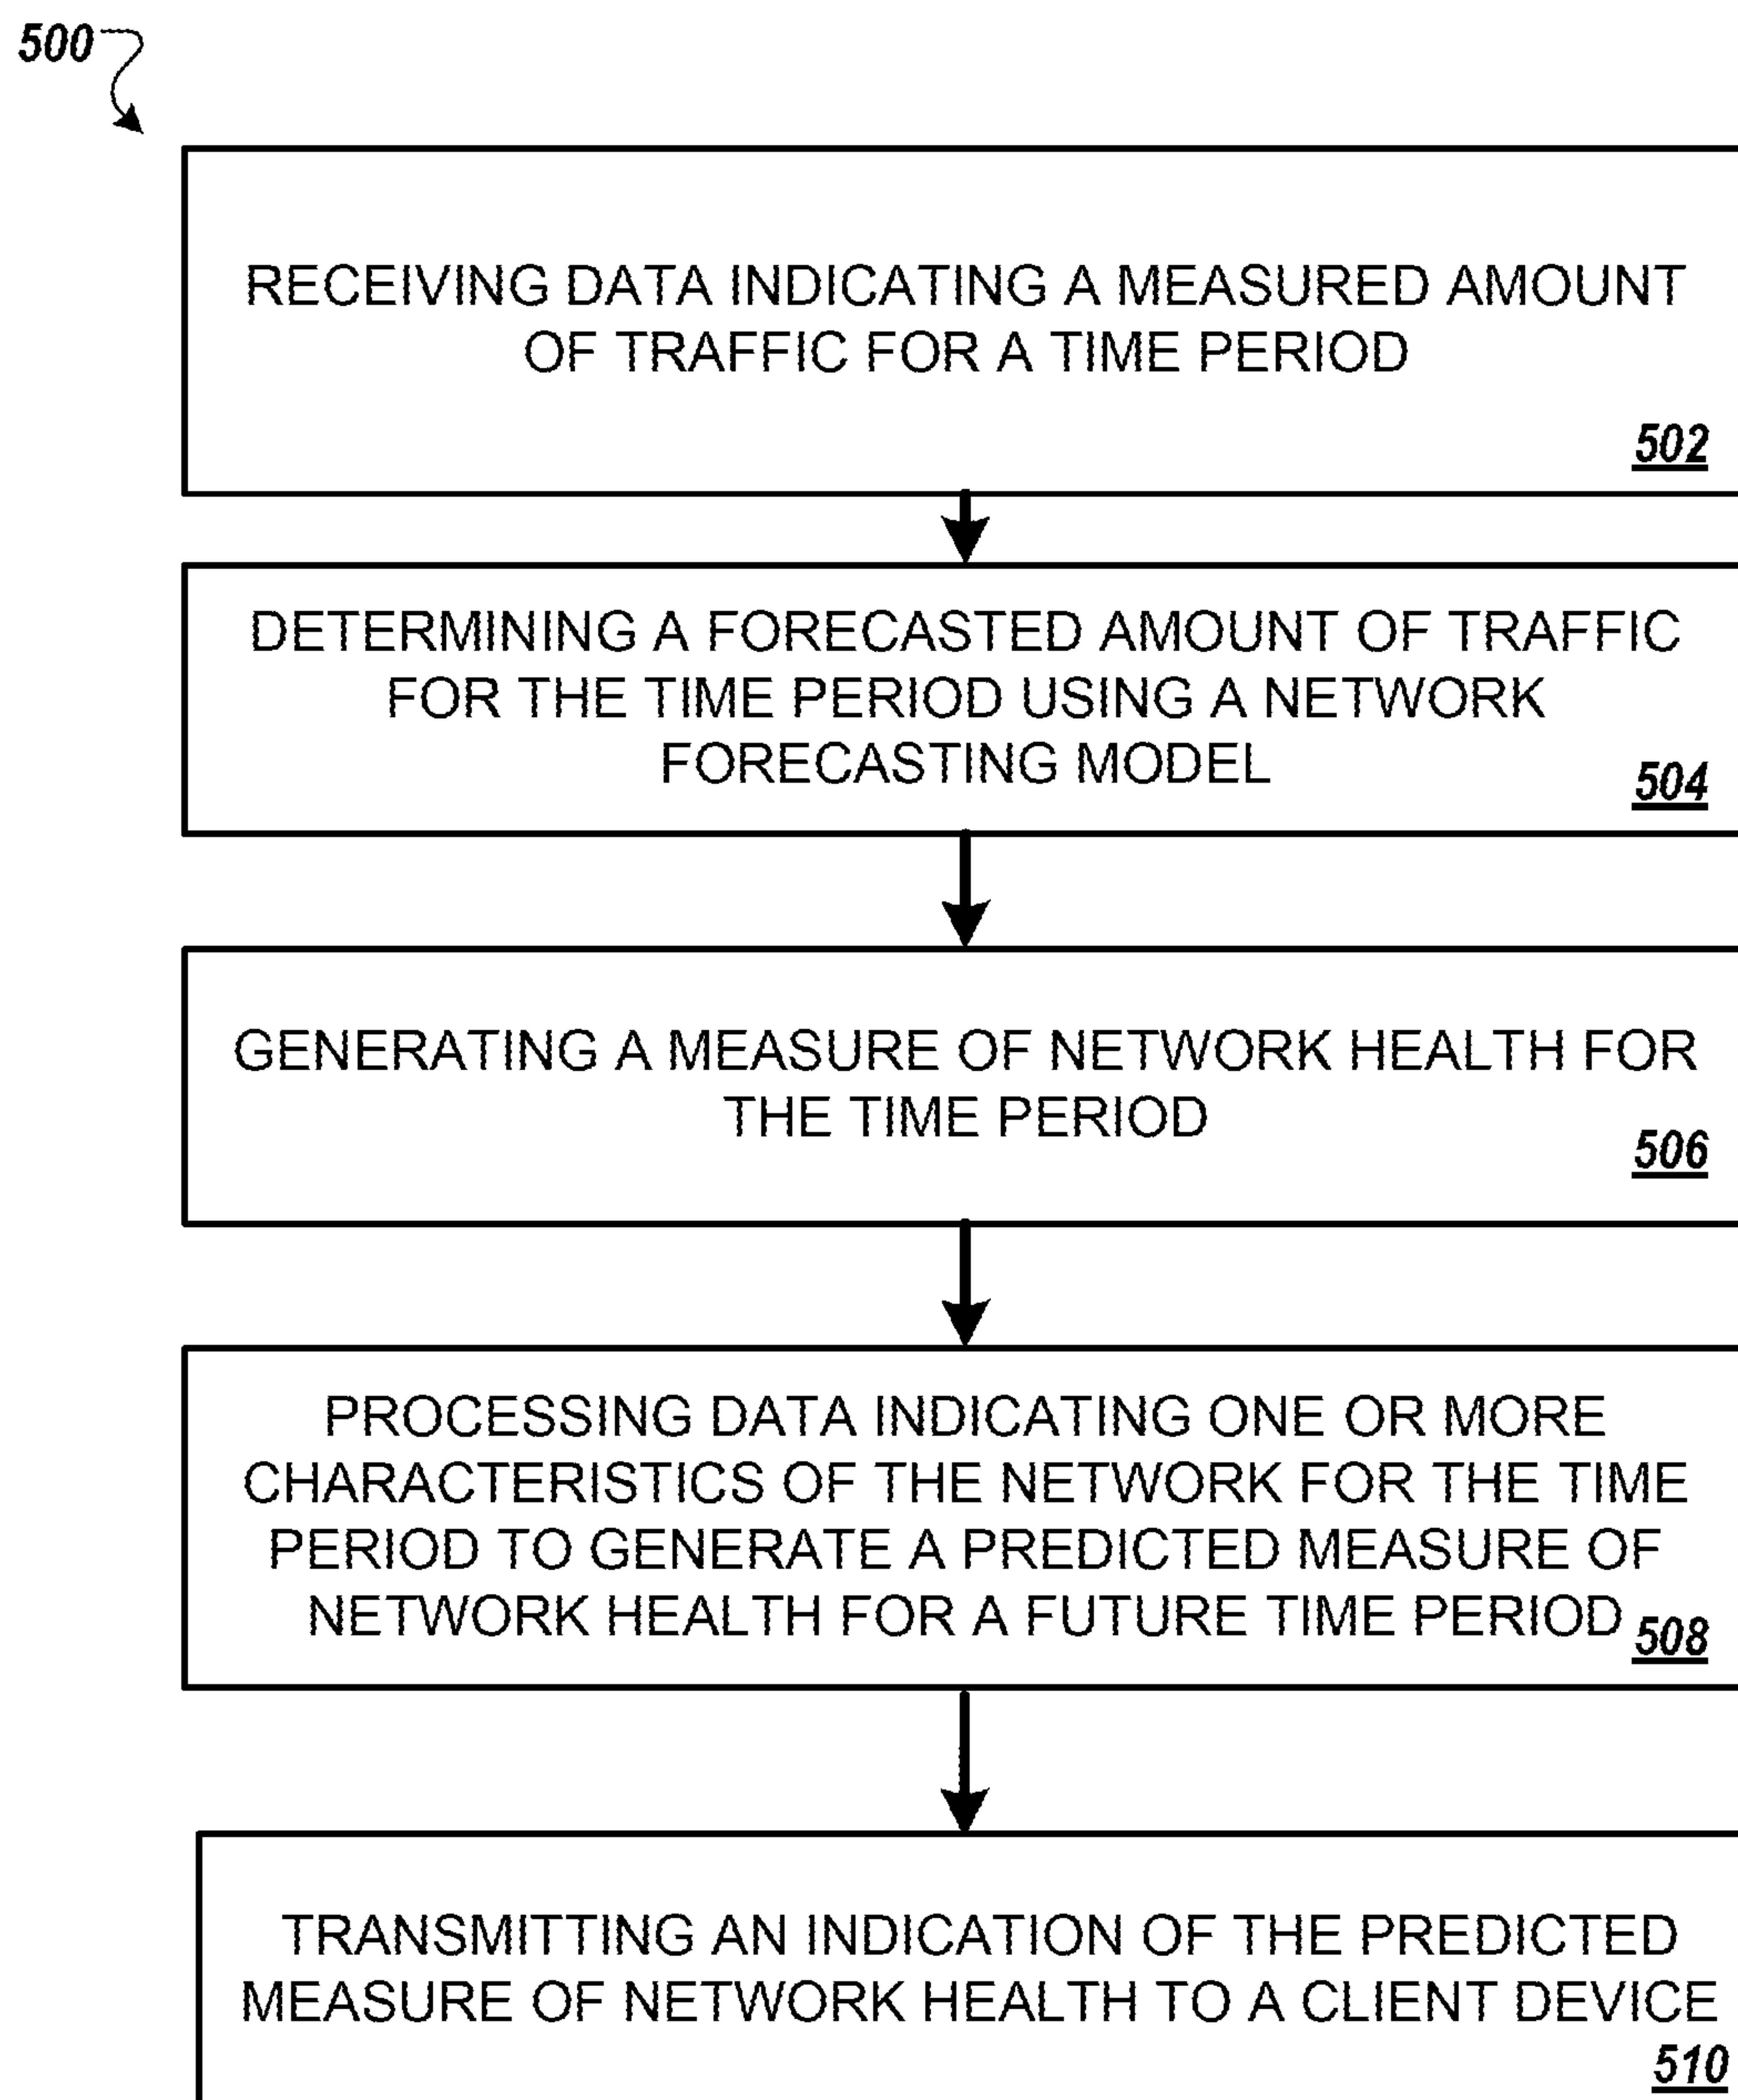 500
RECEIVING DATA INDICATING A MEASURED AMOUNT
OF TRAFFIC FOR A TIME PERIOD
502
DETERMINING A FORECASTED AMOUNT OF TRAFFIC
FOR THE TIME PERIOD USING A NETWORK
FORECASTING MODEL
504
GENERATING A MEASURE OF NETWORK HEALTH FOR
THE TIME PERIOD
506
PROCESSING DATA INDICATING ONE OR MORE
CHARACTERISTICS OF THE NETWORK FOR THE TIME
PERIOD TO GENERATE A PREDICTED MEASURE OF
NETWORK HEALTH FOR A FUTURE TIME PERIOD
508
TRANSMITTING AN INDICATION OF THE PREDICTED
MEASURE OF NETWORK HEALTH TO A CLIENT DEVICE
510